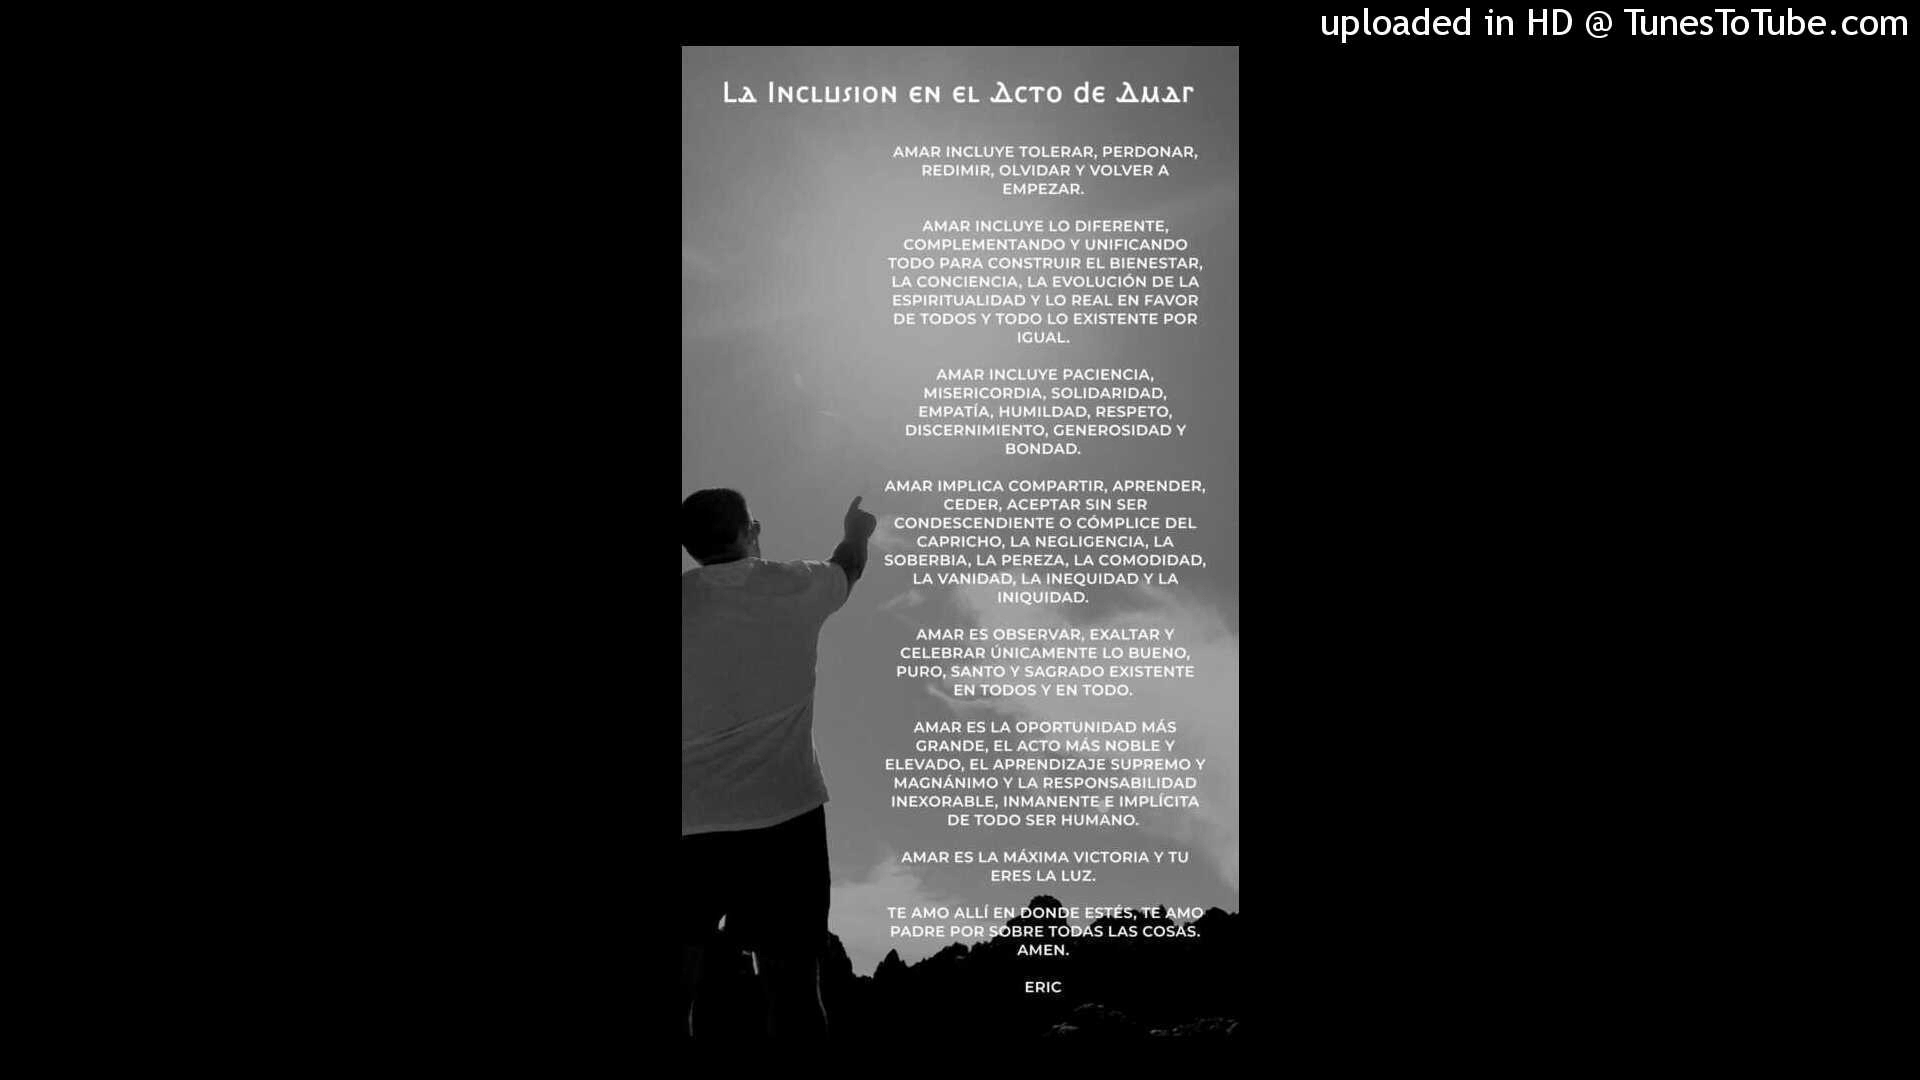 uploaded in HD @ TunesToTube.com
La Inclusion en el Acto de Amar
AMAR INCLUYE TOLERAR, PERDONAR,
REDIMIR, OLVIDAR Y VOLVER A
EMPEZAR.
AMAR INCLUYE LO DIFERENTE,
COMPLEMENTANDO Y UNIFICANDO
TODO PARA CONSTRUIR EL BIENESTAR,
LA CONCIENCIA, LA EVOLUCIÓN DE LA
ESPIRITUALIDAD Y LO REAL EN FAVOR
DE TODOS Y TODO LO EXISTENTE POR
IGUAL.
AMAR INCLUYE PACIENCIA,
MISERICORDIA, SOLIDARIDAD,
EMPATÍA, HUMILDAD, RESPETO,
DISCERNIMIENTO, GENEROSIDAD Y
BONDAD.
AMAR IMPLICA COMPARTIR, APRENDER,
CEDER, ACEPTAR SIN SER
CONDESCENDIENTE O CÓMPLICE DEL
CAPRICHO, LA NEGLIGENCIA, LA
SOBERBIA, LA PEREZA, LA COMODIDAD,
LA VANIDAD, LA INEQUIDAD Y LA
INIQUIDAD.
AMAR ES OBSERVAR, EXALTAR Y
CELEBRAR ÚNICAMENTE LO BUENO,
PURO, SANTO Y SAGRADO EXISTENTE
EN TODOS Y EN TODO.
AMAR ES LA OPORTUNIDAD MÁS
GRANDE, EL ACTO MÁS NOBLE Y
ELEVADO, EL APRENDIZAJE SUPREMO Y
MAGNÁNIMO Y LA RESPONSABILIDAD
INEXORABLE, INMANENTE E IMPLÍCITA
DE TODO SER HUMANO.
AMAR ES LA MÁXIMA VICTORIA Y TU
ERES LA LUZ.
TE AMO ALLÍ EN DONDE ESTÉS, TE AMO
PADRE POR SOBRE TODAS LAS COSAS.
AMEN.
ERIC